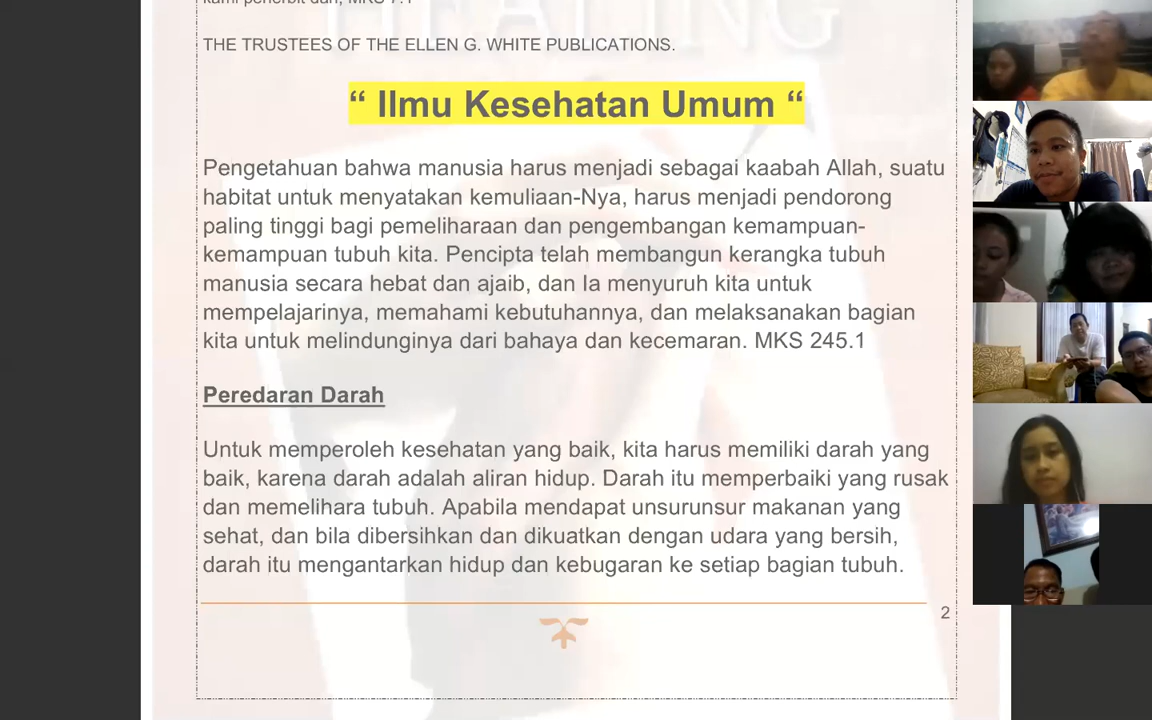 kami penerbit dan, MKS 7.1
THE TRUSTEES OF THE ELLEN G. WHITE PUBLICATIONS.
“ Ilmu Kesehatan Umum “
Pengetahuan bahwa manusia harus menjadi sebagai kaabah Allah, suatu
habitat untuk menyatakan kemuliaan-Nya, harus menjadi pendorong
paling tinggi bagi pemeliharaan dan pengembangan kemampuan-
kemampuan tubuh kita. Pencipta telah membangun kerangka tubuh
manusia secara hebat dan ajaib, dan Ia menyuruh kita untuk
mempelajarinya, memahami kebutuhannya, dan melaksanakan bagian
kita untuk melindunginya dari bahaya dan kecemaran. MKS 245.1
Peredaran Darah
Untuk memperoleh kesehatan yang baik, kita harus memiliki darah yang
baik, karena darah adalah aliran hidup. Darah itu memperbaiki yang rusak
dan memelihara tubuh. Apabila mendapat unsurunsur makanan yang
sehat, dan bila dibersihkan dan dikuatkan dengan udara yang bersih,
darah itu mengantarkan hidup dan kebugaran ke setiap bagian tubuh.
2